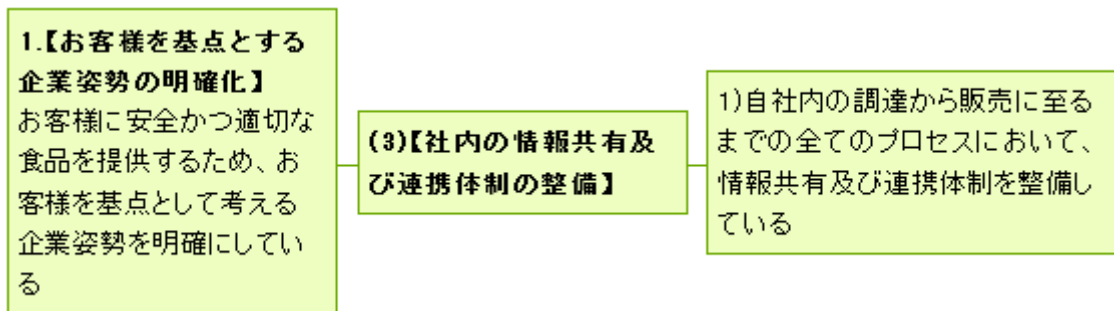 1.【お客様を基点とする
企業姿勢の明確化】
お客様に安全かつ適切な
食品を提供するため、お
客様を基点として考える
企業姿勢を明確にしてい
る
(3)【社内の情報共有及
び連携体制の整備】
1)自社内の調達から販売に至る
までの全てのプロセスにおいて、
情報共有及び連携体制を整備し
ている